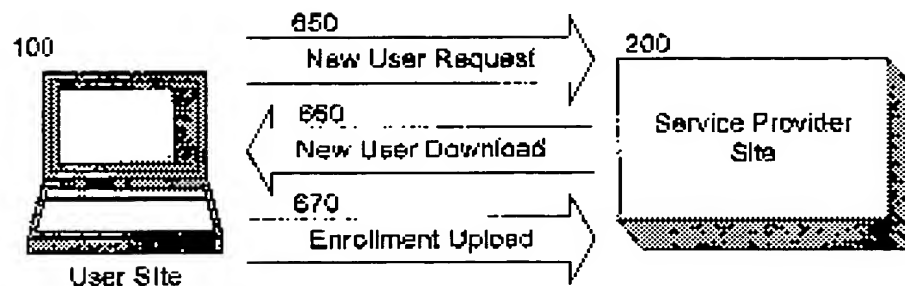 650
100
200
New User Request
660
New User Download
Service Provider
Site
670
Enrollment Upload
User Site